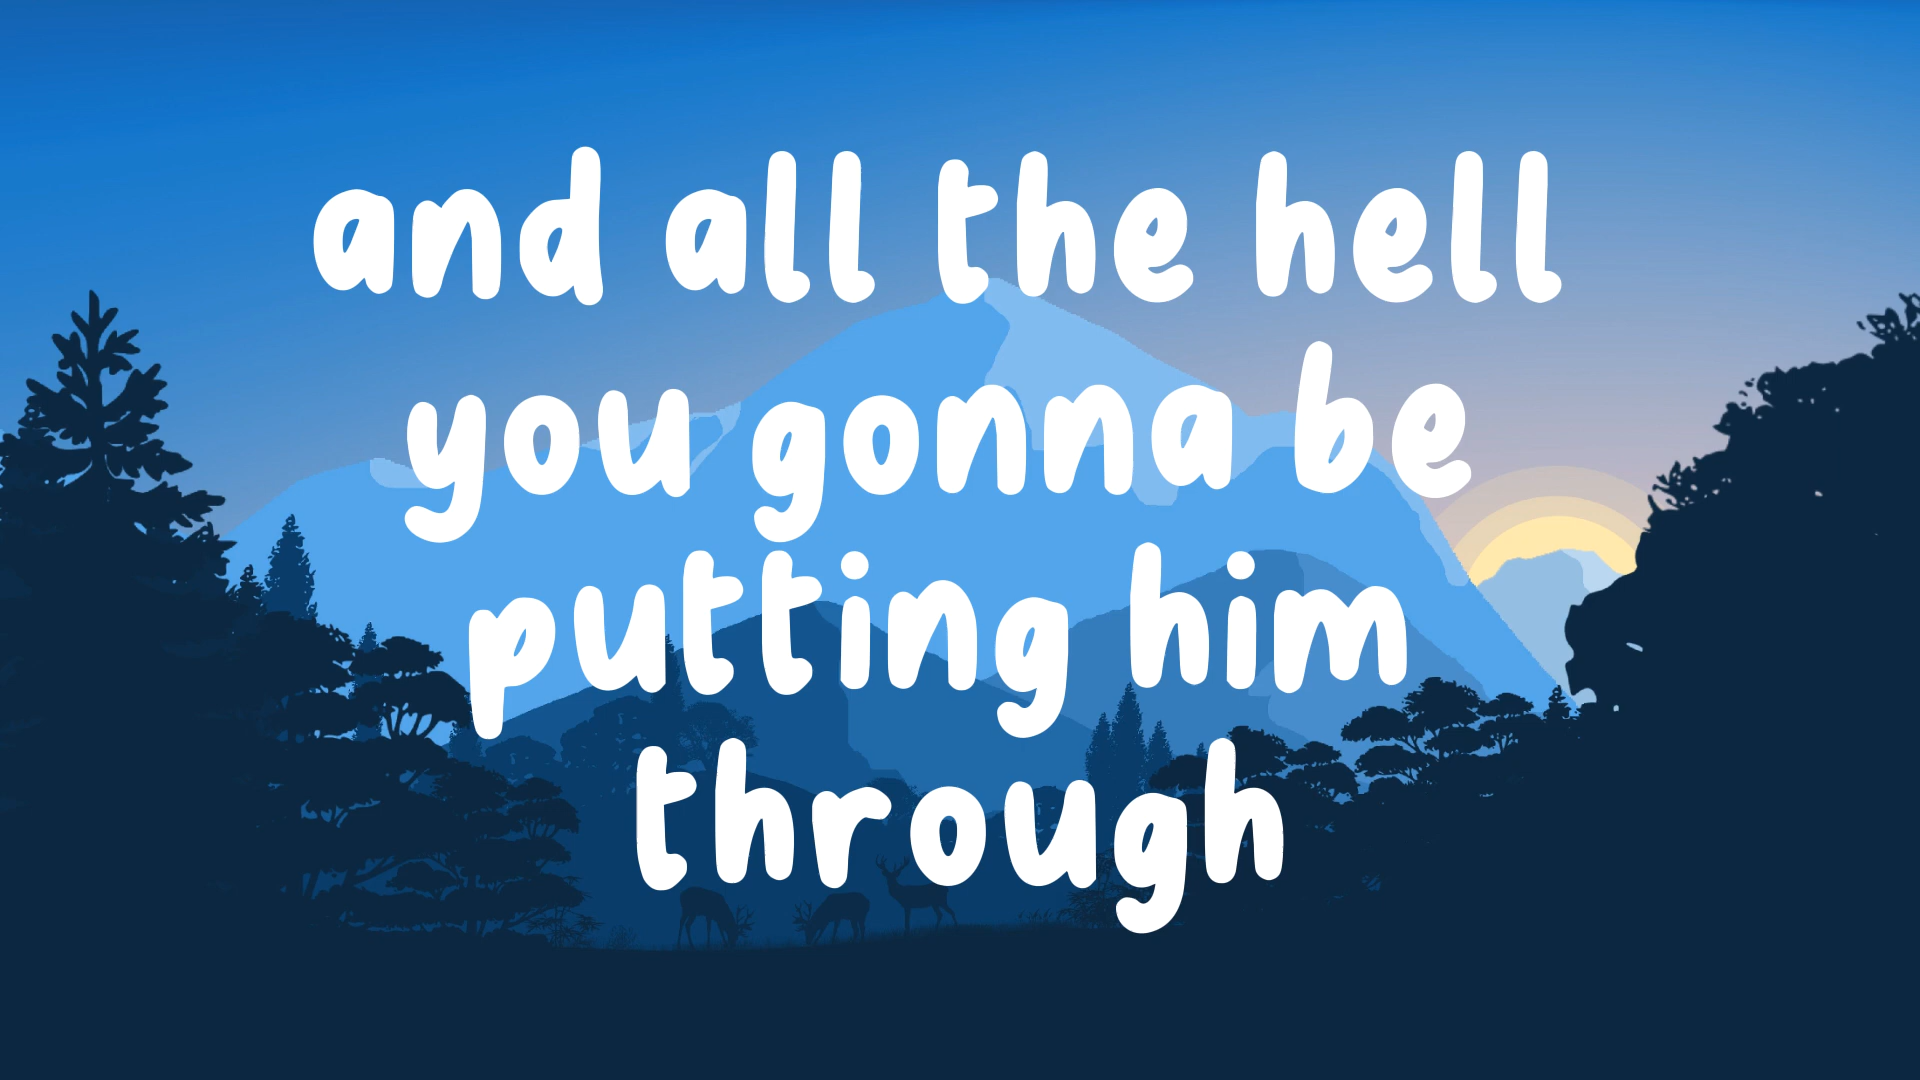 and all the hell
you gonna be
putting him
through